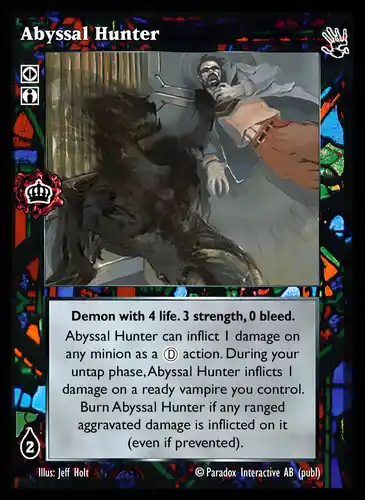 Abyssal Hunter
Demon with 4 life. 3 strength, 0 bleed.
Abyssal Hunter can inflict 1 damage on
any minion as a Ⓓ action. During your
untap phase, Abyssal Hunter inflicts 1
damage on a ready vampire you control.
Burn Abyssal Hunter if any ranged
aggravated damage is inflicted on it
(even if prevented).
2
Illus: Jeff Holt © Paradox Interactive AB (publ)